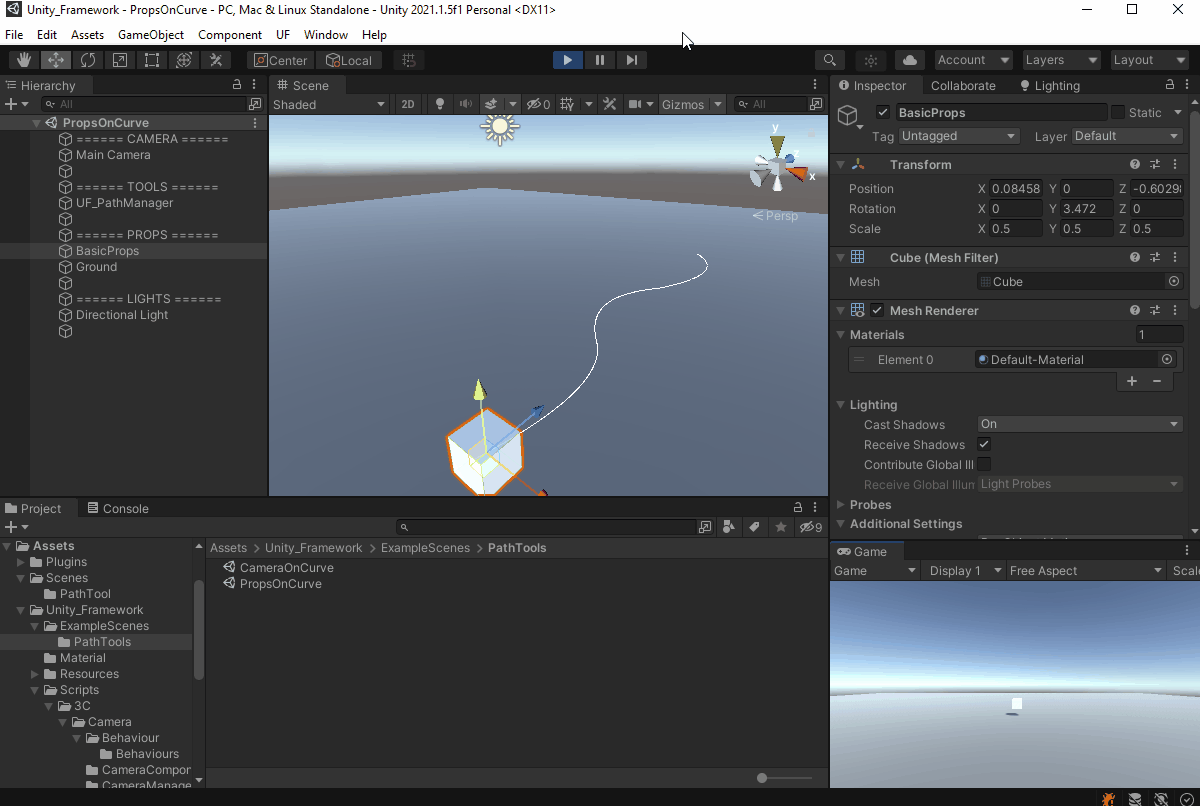 Unity_Framework - PropsOnCurve - PC, Mac & Linux Standalone - Unity 2021.1.5f1 Personal <DX11>
File Edit Assets GameObject Component UF Window Help
Center Local Account Layers Layout
Hierarchy
All
PropsOnCurve
====== CAMERA ======
Main Camera
====== TOOLS ======
UF_PathManager
====== PROPS ======
BasicProps
Ground
====== LIGHTS ======
Directional Light
Scene
Shaded 2D 0 Gizmos All
y
z
x
Persp
Inspector Collaborate Lighting
BasicProps Static
Tag Untagged Layer Default
Transform
Position X 0.08458 Y 0 Z
Rotation X 0 Y 3.472 Z 0
Scale X 0.5 Y 0.5 Z 0.5
Cube (Mesh Filter)
Mesh Cube
Mesh Renderer
Materials 1
Element 0 Default-Material
Lighting
Cast Shadows On
Receive Shadows
Contribute Global Ill
Receive Global Illun Light Probes
Probes
Additional Settings
Project Console
9
Assets
Plugins
Scenes
PathTool
Unity_Framework
ExampleScenes
PathTools
Material
Resources
Scripts
3C
Camera
Behaviour
Behaviours
CameraCompor
CameraManage
Assets > Unity_Framework > ExampleScenes > PathTools
CameraOnCurve
PropsOnCurve
Game
Game Display 1 Free Aspect Scale